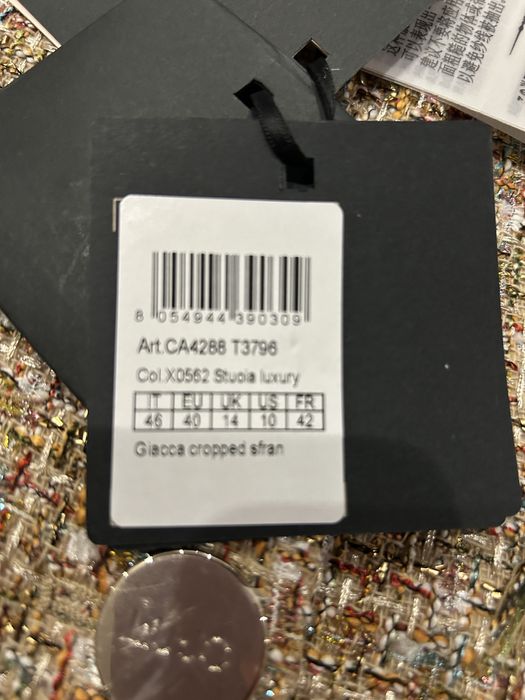 8 054944 390309
Art.CA4288 T3796
Col.X0562 Stuoia luxury
IT EU UK US FR
46 40 14 10 42
Giacca cropped sfran